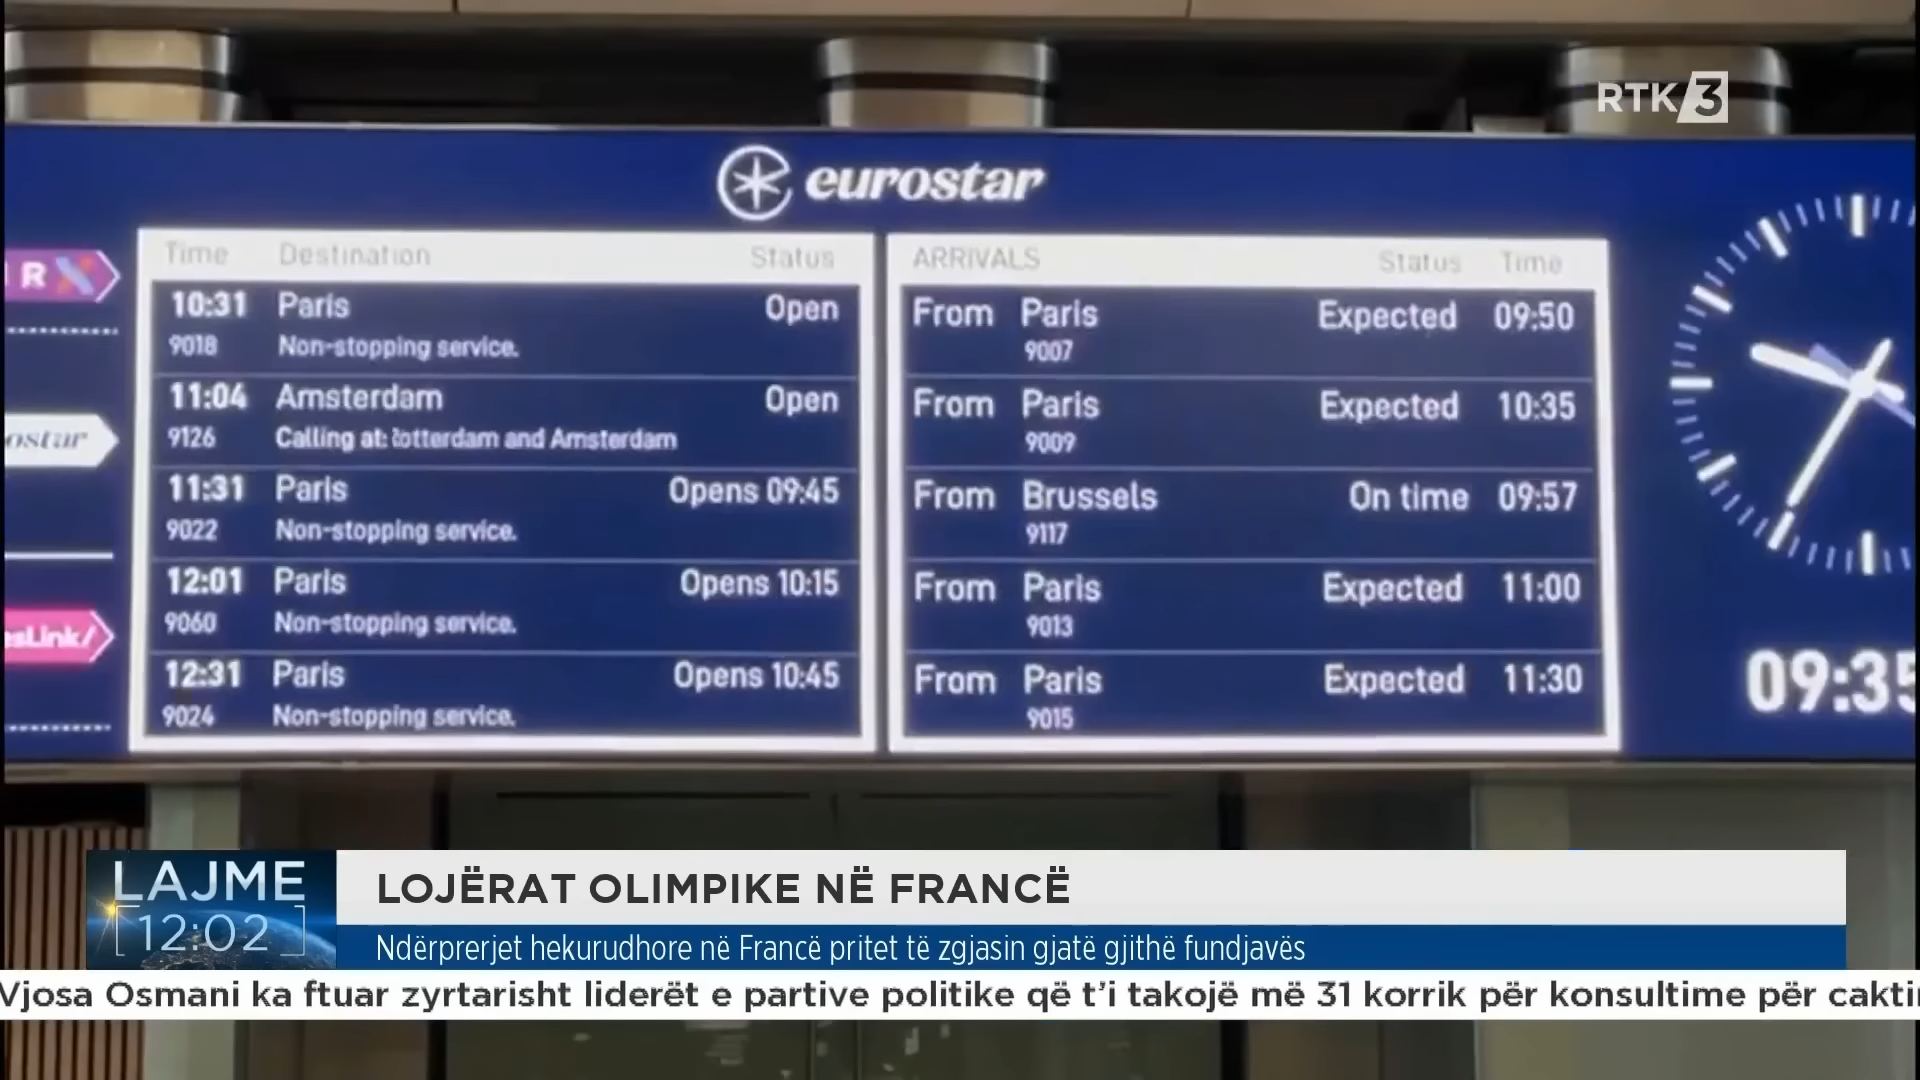 RTK 3
eurostar
Time Destination Status
10:31 Paris Open
9018 Non-stopping service.
11:04 Amsterdam Open
9126 Calling at: Rotterdam and Amsterdam
11:31 Paris Opens 09:45
9022 Non-stopping service.
12:01 Paris Opens 10:15
9060 Non-stopping service.
12:31 Paris Opens 10:45
9024 Non-stopping service.
ARRIVALS Status Time
From Paris Expected 09:50
9007
From Paris Expected 10:35
9009
From Brussels On time 09:57
9117
From Paris Expected 11:00
9013
From Paris Expected 11:30
9015
09:35
LAJME
12:02
LOJËRAT OLIMPIKE NË FRANCË
Ndërprerjet hekurudhore në Francë pritet të zgjasin gjatë gjithë fundjavës
Vjosa Osmani ka ftuar zyrtarisht liderët e partive politike që t'i takojë më 31 korrik për konsultime për